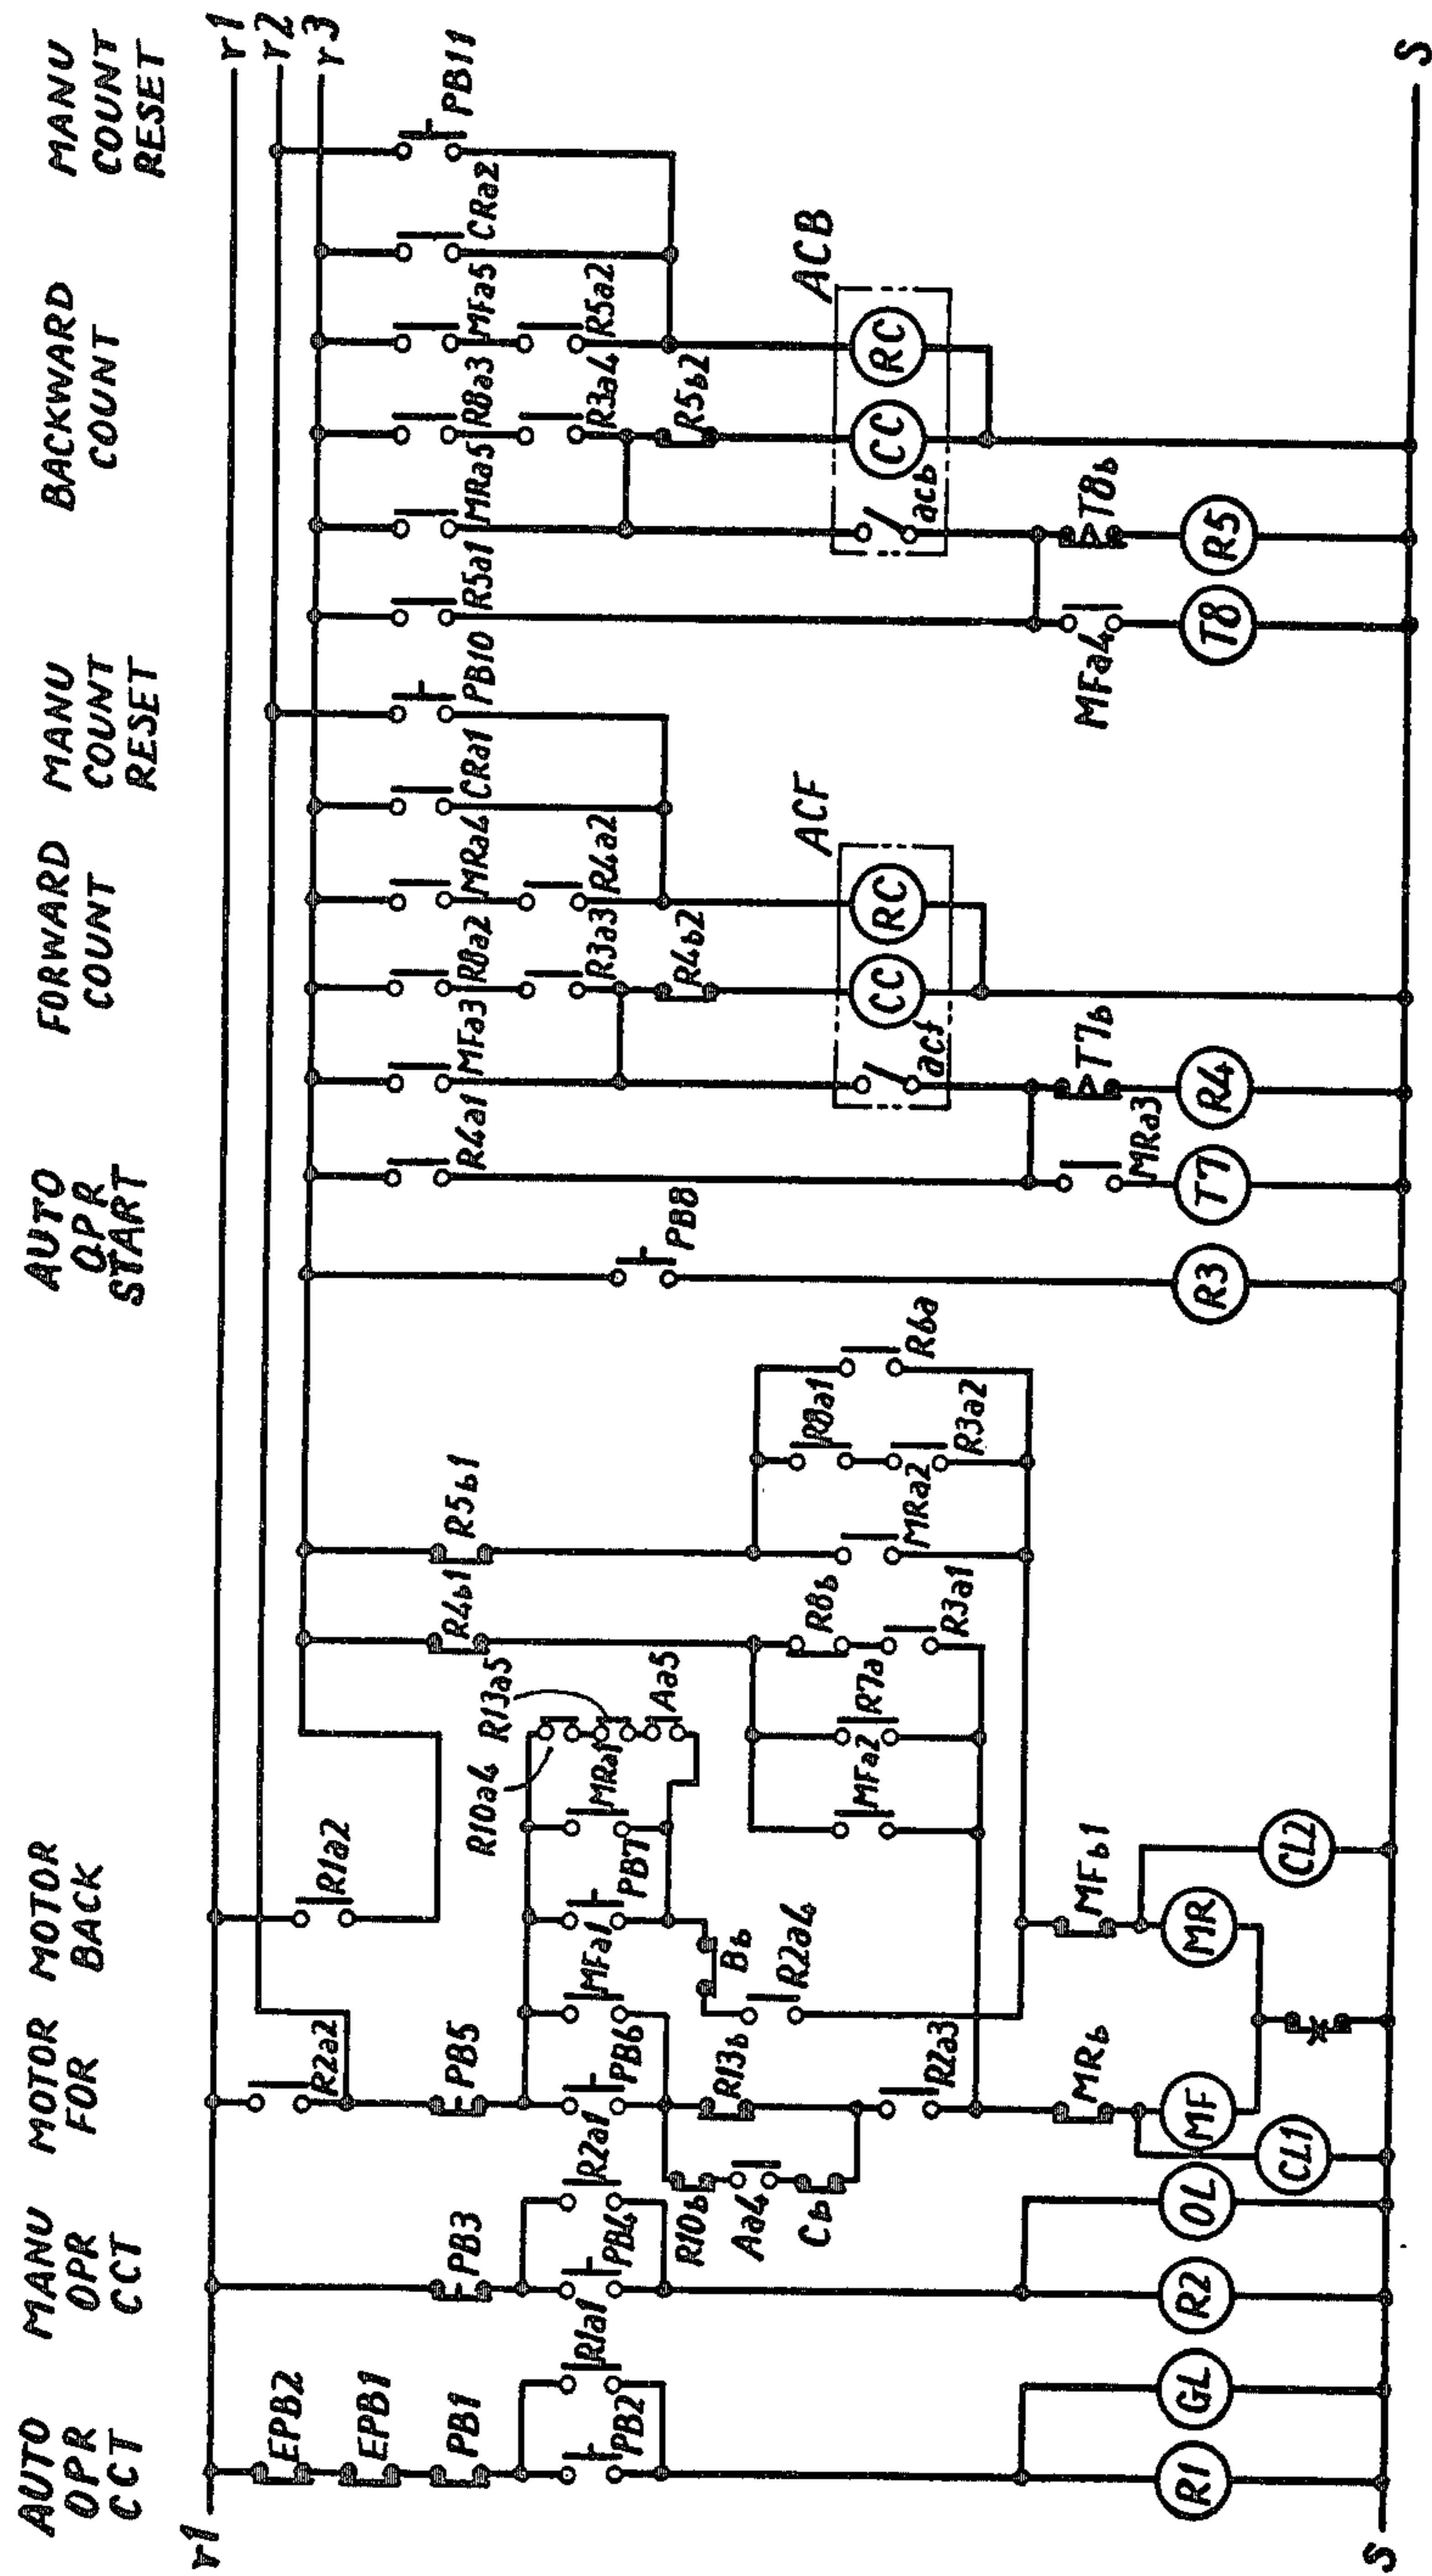 AUTO
OPR
CCT
MANU
OPR
CCT
MOTOR
FOR
MOTOR
BACK
AUTO
OPR
START
FORWARD
COUNT
MANU
COUNT
RESET
BACKWARD
COUNT
MANU
COUNT
RESET
r1
r1
r2
r3
EPB2
EPB1
PB1
PB2
R1a1
R1
GL
PB3
PB4
R2a1
R2
OL
R2a2
PB5
PB6
MFa1
R10b
Aa4
Cb
R13b
R2a3
MRb
CL1
MF
R1a2
PB7
MRa1
R10a4
R13a5
Aa5
Bb
R2a4
MFb1
MR
CL2
R4b1
MFa2
R7a
R8b
R3a1
R5b1
MRa2
R8a1
R3a2
R6a
PB8
R3
R4a1
MFa3
R8a2
R3a3
MRa4
R4a2
CRa1
PB10
R4b2
ACF
acf
CC
RC
MRa3
T7b
T7
R4
R5a1
MRa5
R8a3
R3a4
MFa5
R5a2
CRa2
PB11
R5b2
ACB
acb
CC
RC
MFa4
T8b
T8
R5
S
S